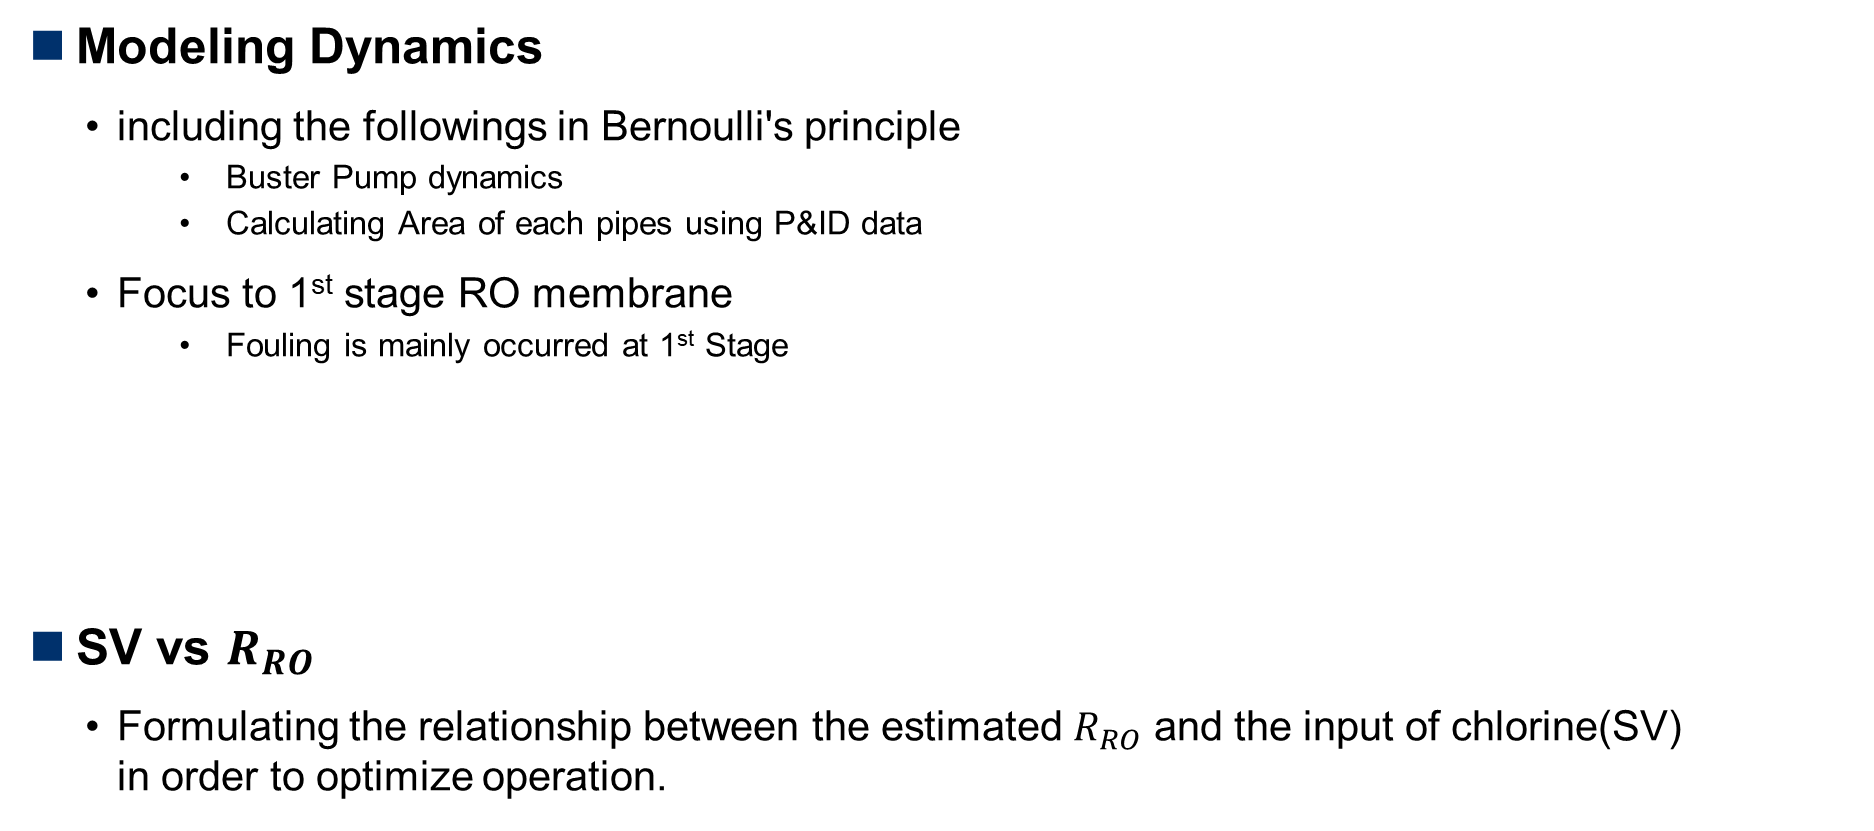 Modeling Dynamics
• including the followings in Bernoulli's principle
• Buster Pump dynamics
• Calculating Area of each pipes using P&ID data
• Focus to 1st stage RO membrane
• Fouling is mainly occurred at 1st Stage
SV vs R_RO
• Formulating the relationship between the estimated R_RO and the input of chlorine(SV)
in order to optimize operation.